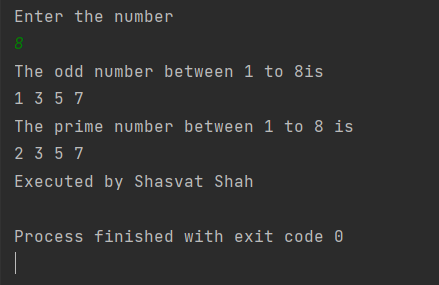 Enter the number
8
The odd number between 1 to 8is
1 3 5 7
The prime number between 1 to 8 is
2 3 5 7
Executed by Shasvat Shah
Process finished with exit code 0